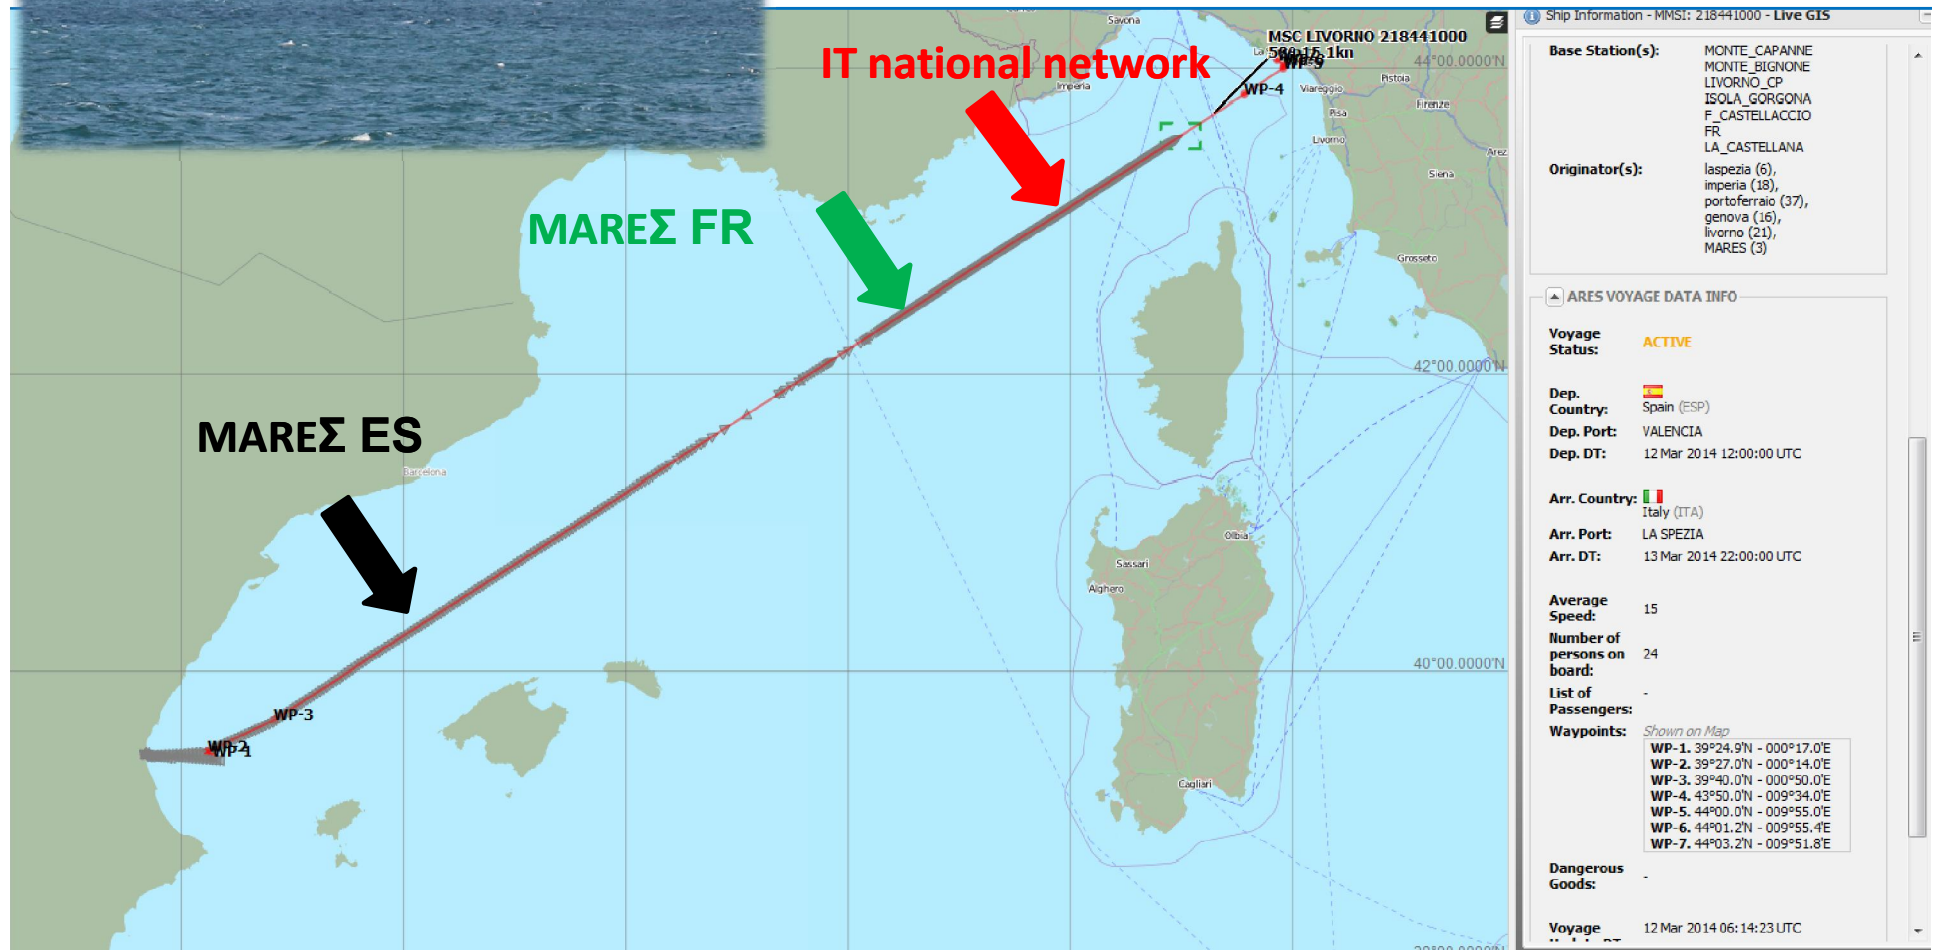 Savona
MSC LIVORNO 218441000
WP-5
IT national network
44°00.0000'N
Imperia
WP-4
Viareggio
Pistoia
Firenze
Pisa
Livorno
Siena
MAREΣ FR
Grosseto
42°00.0000'N
MAREΣ ES
Barcelona
Olbia
Sassari
Alghero
40°00.0000'N
WP-3
WP-2
WP-1
Cagliari
Ship Information - MMSI: 218441000 - Live GIS
Base Station(s): MONTE_CAPANNE
MONTE_BIGNONE
LIVORNO_CP
ISOLA_GORGONA
F_CASTELLACCIO
FR
LA_CASTELLANA
Originator(s): laspezia (6),
imperia (18),
portoferraio (37),
genova (16),
livorno (21),
MARES (3)
ARES VOYAGE DATA INFO
Voyage
Status: ACTIVE
Dep.
Country: Spain (ESP)
Dep. Port: VALENCIA
Dep. DT: 12 Mar 2014 12:00:00 UTC
Arr. Country:
Italy (ITA)
Arr. Port: LA SPEZIA
Arr. DT: 13 Mar 2014 22:00:00 UTC
Average
Speed: 15
Number of
persons on
board: 24
List of
Passengers: -
Waypoints: Shown on Map
WP-1. 39°24.9'N - 000°17.0'E
WP-2. 39°27.0'N - 000°14.0'E
WP-3. 39°40.0'N - 000°50.0'E
WP-4. 43°50.0'N - 009°34.0'E
WP-5. 44°00.0'N - 009°55.0'E
WP-6. 44°01.2'N - 009°55.4'E
WP-7. 44°03.2'N - 009°51.8'E
Dangerous
Goods: -
Voyage 12 Mar 2014 06:14:23 UTC